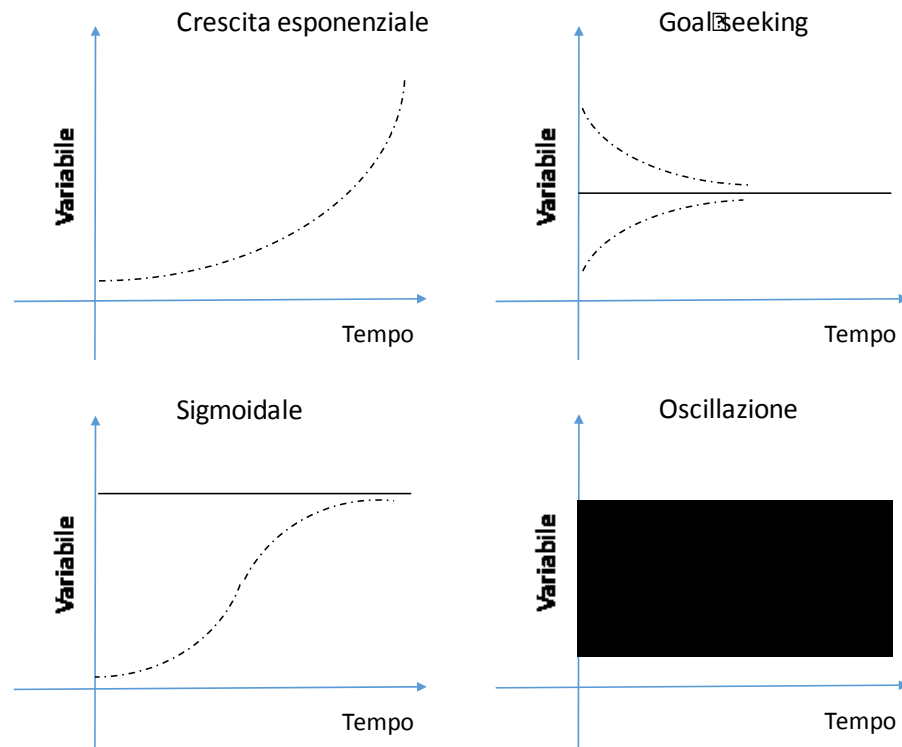 Crescita esponenziale
Variabile
Tempo
Goal seeking
Variabile
Tempo
Sigmoidale
Variabile
Tempo
Oscillazione
Variabile
Tempo